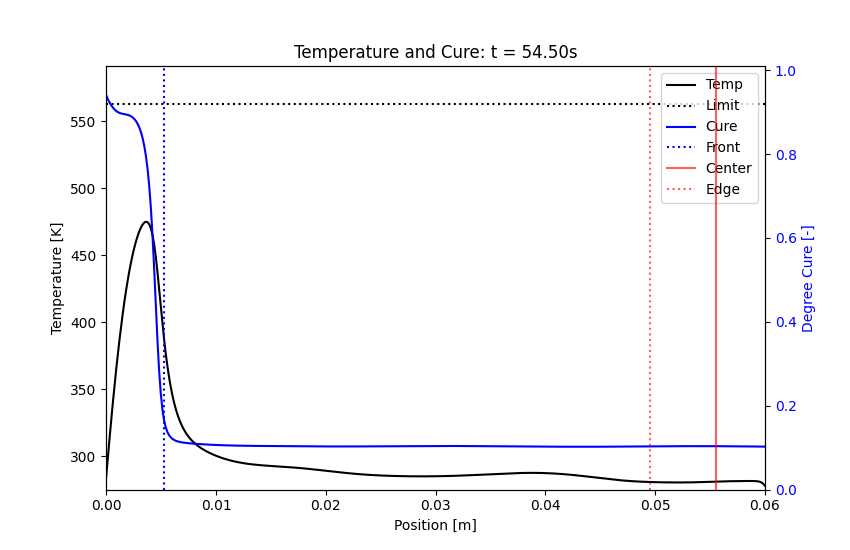 Temperature and Cure: t = 54.50s
Temp
Limit
Cure
Front
Center
Edge
Temperature [K]
550
500
450
400
350
300
Degree Cure [-]
1.0
0.8
0.6
0.4
0.2
0.0
0.00 0.01 0.02 0.03 0.04 0.05 0.06
Position [m]